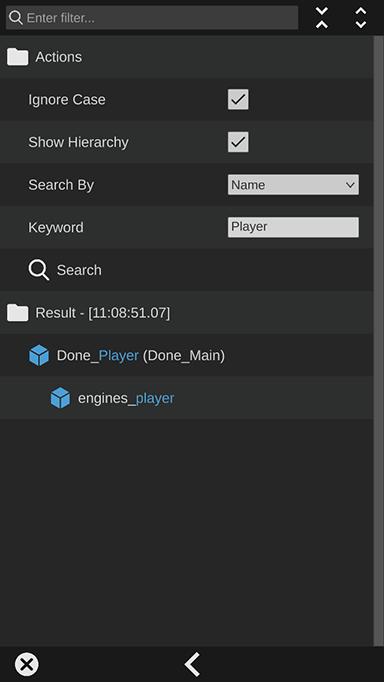 Enter filter...
Actions
Ignore Case
Show Hierarchy
Search By Name
Keyword Player
Search
Result - [11:08:51.07]
Done_Player (Done_Main)
engines_player